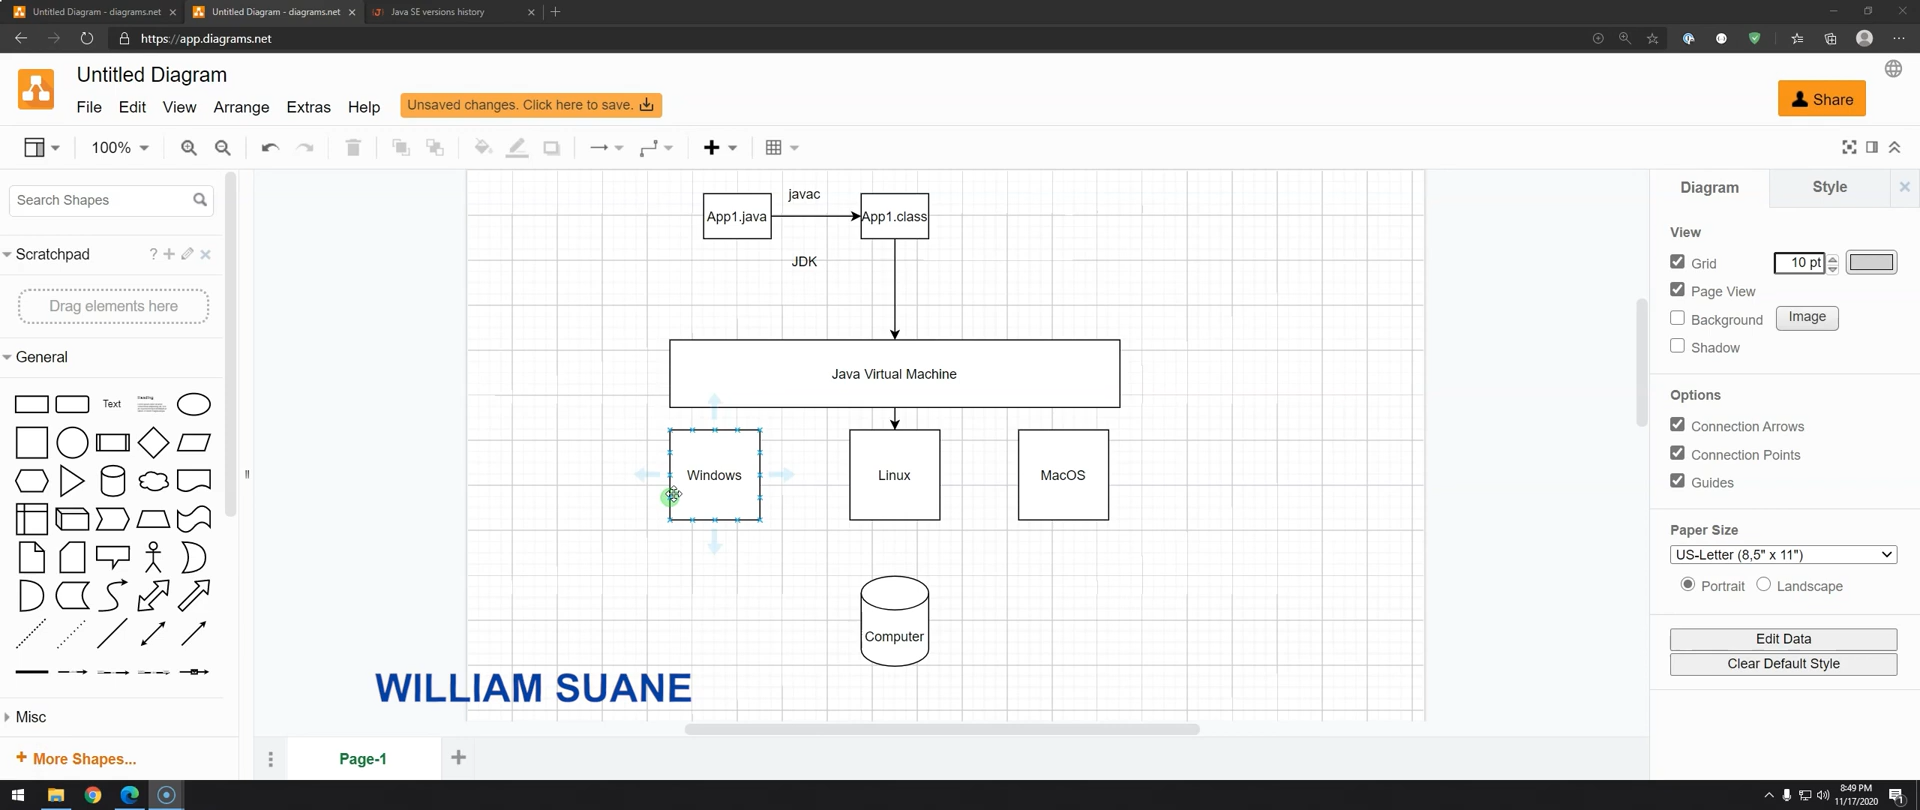 Untitled Diagram - diagrams.net
Untitled Diagram - diagrams.net
Java SE versions history
https://app.diagrams.net
Untitled Diagram
File Edit View Arrange Extras Help
Unsaved changes. Click here to save.
Share
100%
Search Shapes
Scratchpad
?
Drag elements here
General
Text
Misc
+ More Shapes...
App1.java
javac
App1.class
JDK
Java Virtual Machine
Windows
Linux
MacOS
Computer
WILLIAM SUANE
Page-1
Diagram
Style
View
Grid
10 pt
Page View
Background
Image
Shadow
Options
Connection Arrows
Connection Points
Guides
Paper Size
US-Letter (8,5" x 11")
Portrait
Landscape
Edit Data
Clear Default Style
8:49 PM
11/17/2020